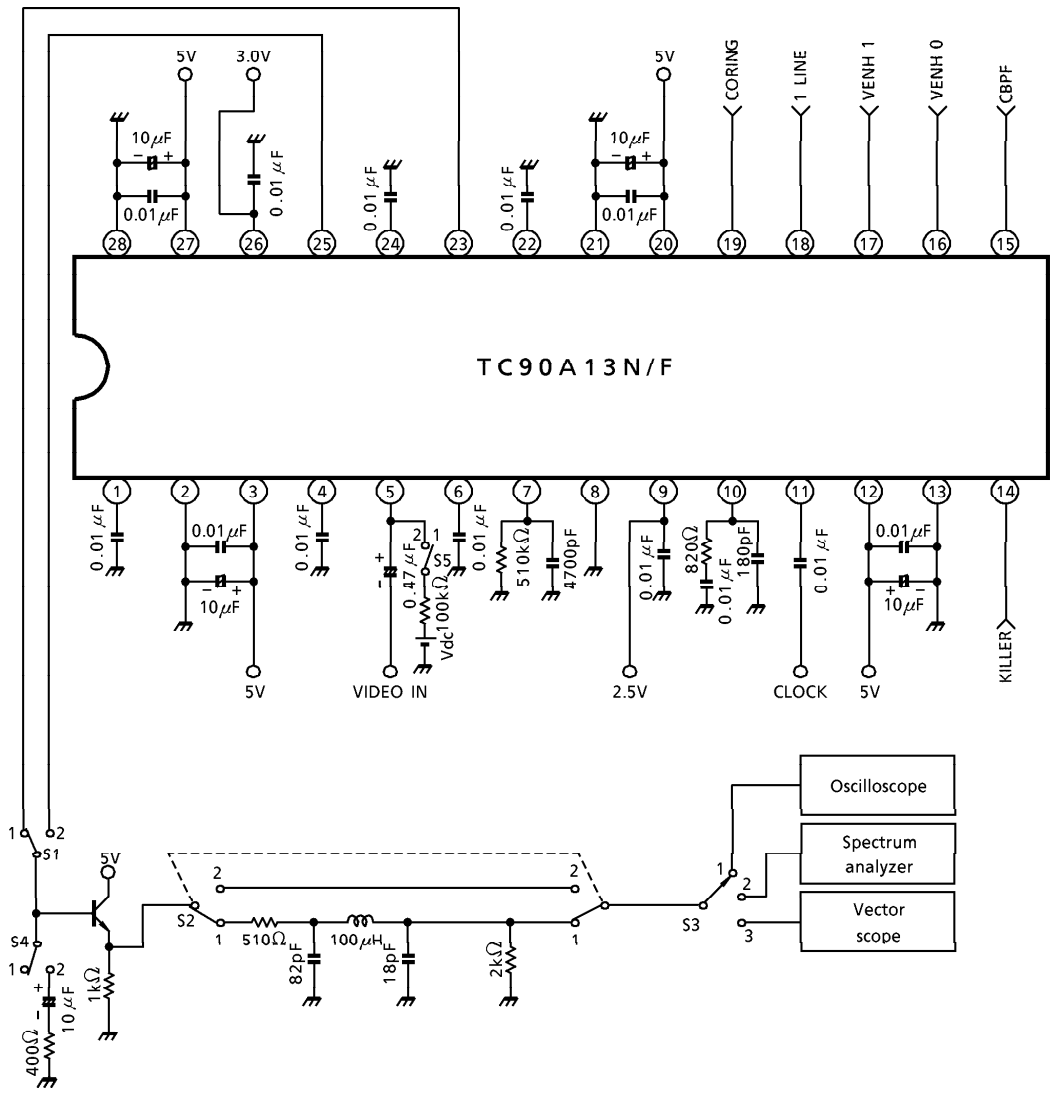 5V
3.0V
5V
CORING
1 LINE
VENH 1
VENH 0
CBPF
10μF
− +
0.01μF
0.01 μF
0.01 μF
0.01 μF
10μF
− +
0.01μF
28 27 26 25 24 23 22 21 20 19 18 17 16 15
TC90A13N/F
1 2 3 4 5 6 7 8 9 10 11 12 13 14
0.01 μF
0.01μF
− +
10μF
5V
0.01 μF
+
−
0.47μF
2 1
S5
100kΩ
Vdc
VIDEO IN
0.01 μF
510kΩ
4700pF
0.01μF
2.5V
820Ω
0.01μF
180pF
0.01 μF
CLOCK
0.01μF
+ −
10μF
5V
KILLER
Oscilloscope
Spectrum
analyzer
Vector
scope
1 2
S1
5V
S4
1 2
+
−
10 μF
400Ω
1kΩ
S2
2
1
510Ω
82pF
100μH
18pF
2kΩ
2
1
S3
1
2
3